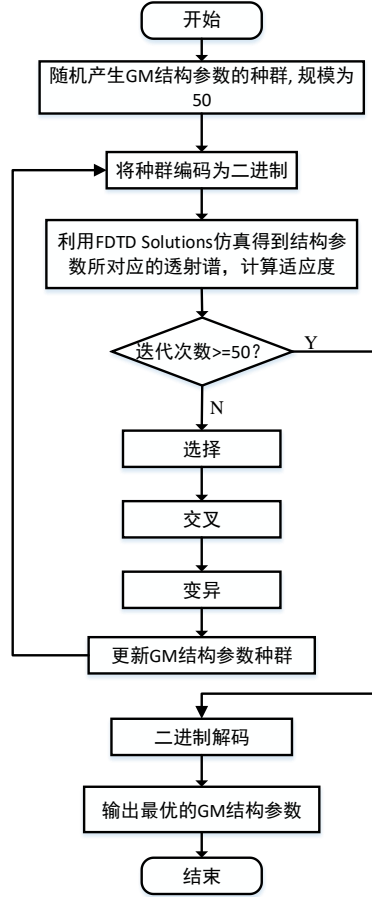 开始
随机产生GM结构参数的种群, 规模为
50
将种群编码为二进制
利用FDTD Solutions仿真得到结构参
数所对应的透射谱，计算适应度
迭代次数>=50？
Y
N
选择
交叉
变异
更新GM结构参数种群
二进制解码
输出最优的GM结构参数
结束